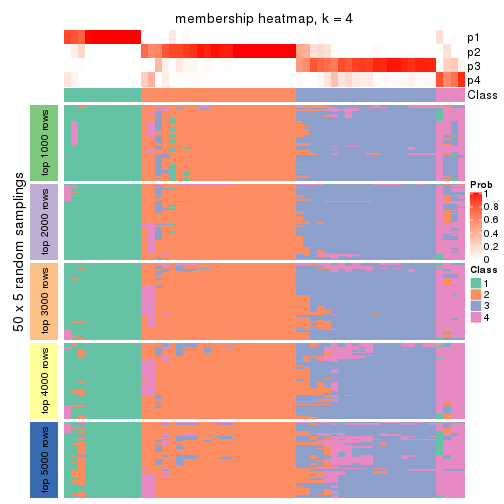 membership heatmap, k = 4
p1
p2
p3
p4
Class
50 x 5 random samplings
top 1000 rows
top 2000 rows
top 3000 rows
top 4000 rows
top 5000 rows
Prob
1
0.8
0.6
0.4
0.2
0
Class
1
2
3
4